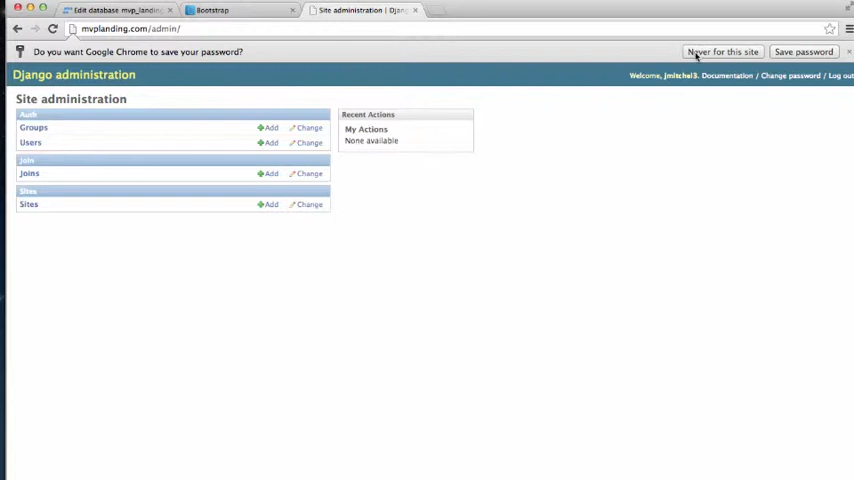 Edit database mvp_landing Bootstrap Site administration | Djan
mvplanding.com/admin/
Do you want Google Chrome to save your password? Never for this site Save password
Django administration Welcome, jmitchel3. Documentation / Change password / Log out
Site administration
Auth
Groups Add Change
Users Add Change
Join
Joins Add Change
Sites
Sites Add Change
Recent Actions
My Actions
None available